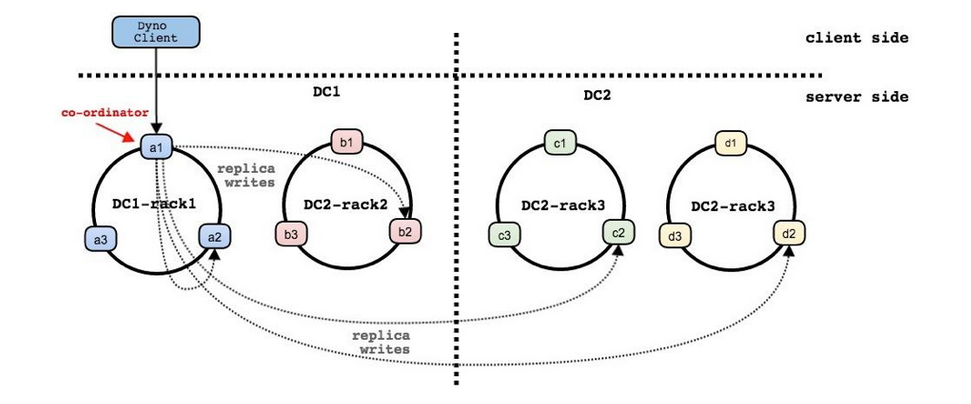 Dyno
Client
client side
DC1
DC2
server side
co-ordinator
a1
b1
c1
d1
replica
writes
DC1-rack1
DC2-rack2
DC2-rack3
DC2-rack3
a3
a2
b3
b2
c3
c2
d3
d2
replica
writes